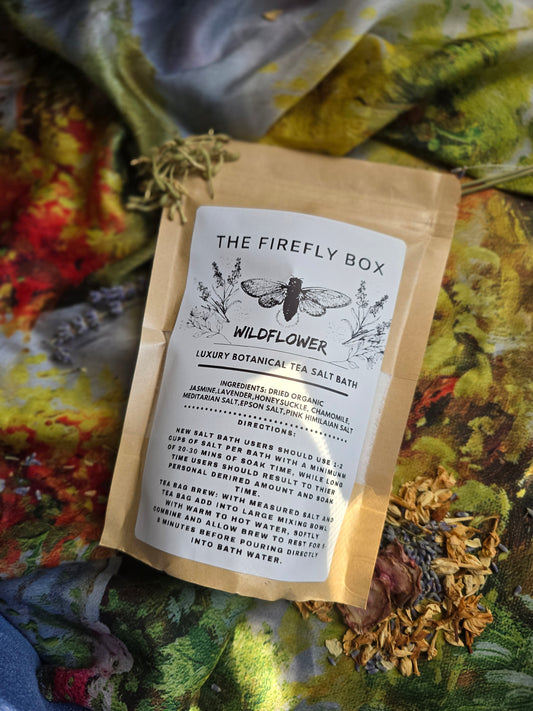 THE FIREFLY BOX
WILDFLOWER
LUXURY BOTANICAL TEA SALT BATH
INGREDIENTS: DRIED ORGANIC
JASMINE,LAVENDER,HONEYSUCKLE, CHAMOMILE,
MEDITARIAN SALT,EPSON SALT,PINK HIMILAIAN SALT
DIRECTIONS:
NEW SALT BATH USERS SHOULD USE 1-2
CUPS OF SALT PER BATH WITH A MINIMUNM
OF 20-30 MINS OF SOAK TIME, WHILE LONG
TIME USERS SHOULD RESULT TO THIER
PERSONAL DERIRED AMOUNT AND SOAK
TIME.
TEA BAG BREW: WITH MEASURED SALT AND
TEA BAG ADD INTO LARGE MIXING BOWL
WITH WARM TO HOT WATER, SOFTLY
COMBINE AND ALLOW BREW TO REST FOR
MINUTES BEFORE POURING DIRECTLY
INTO BATH WATER.